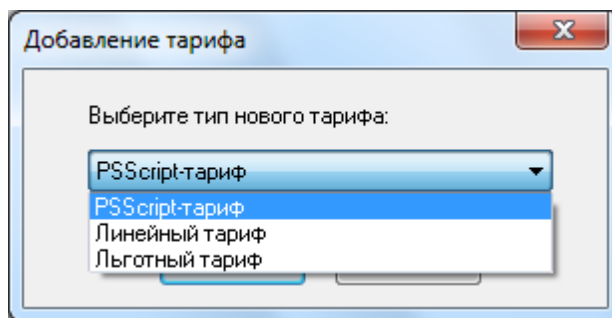 Добавление тарифа
Выберите тип нового тарифа:
PSScript-тариф
PSScript-тариф
Линейный тариф
Льготный тариф